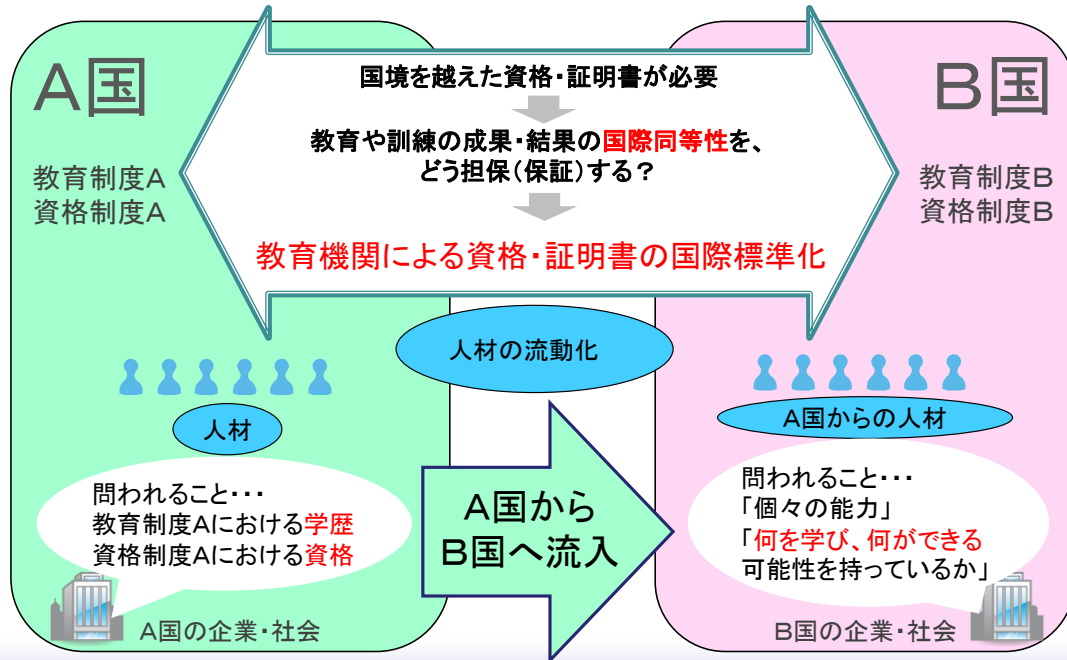 A国
教育制度A
資格制度A
国境を越えた資格・証明書が必要
教育や訓練の成果・結果の国際同等性を、
どう担保(保証)する?
教育機関による資格・証明書の国際標準化
B国
教育制度B
資格制度B
人材の流動化
人材
問われること・・・
教育制度Aにおける学歴
資格制度Aにおける資格
A国の企業・社会
A国から
B国へ流入
A国からの人材
問われること・・・
「個々の能力」
「何を学び、何ができる
可能性を持っているか」
B国の企業・社会